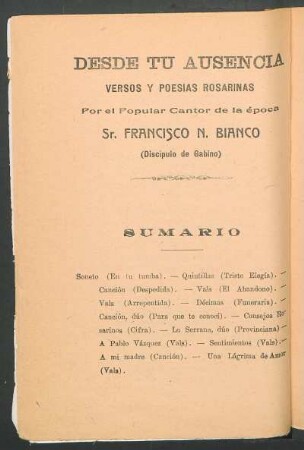 DESDE TU AUSENCIA
VERSOS Y POESIAS ROSARINAS
Por el Popular Cantor de la época
Sr. FRANCISCO N. BIANCO
(Discipulo de Gabino)
SUMARIO
Soneto (En tu tumba). — Quintillas (Triste Elegía). —
Canción (Despedida). — Vals (El Abandono). —
Vals (Arrepentida). — Décimas (Funeraria). —
Canción, dúo (Para que te conocí). — Consejos Ro-
sarinos (Cifra). — La Serrana, dúo (Provinciana) —
A Pablo Vázquez (Vals). — Sentimientos (Vals) —
A mi madre (Canción). — Una Lágrima de Amor
(Vals).